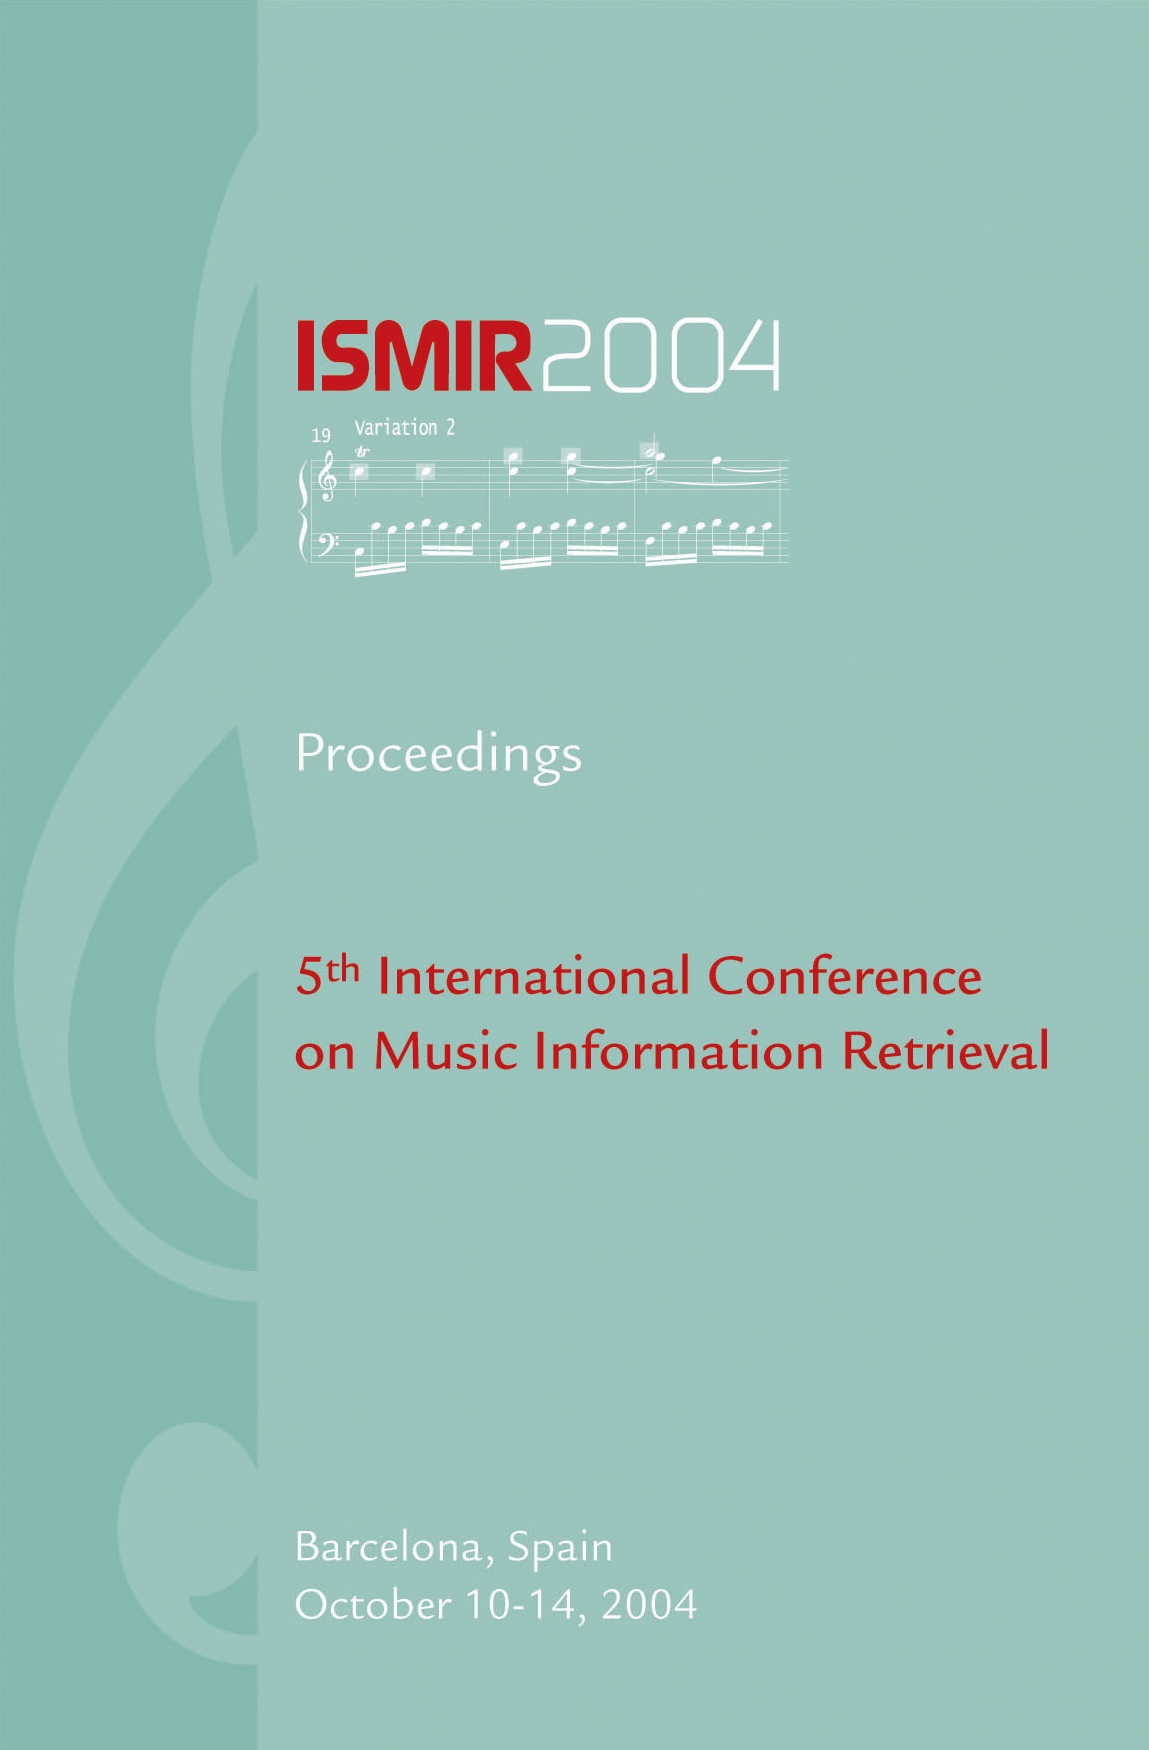 ISMIR2004
19 Variation 2
tr
Proceedings
5th International Conference
on Music Information Retrieval
Barcelona, Spain
October 10-14, 2004